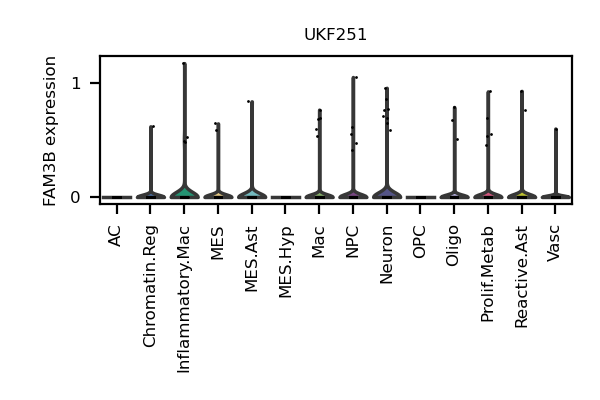 UKF251
FAM3B expression
1
0
AC
Chromatin.Reg
Inflammatory.Mac
MES
MES.Ast
MES.Hyp
Mac
NPC
Neuron
OPC
Oligo
Prolif.Metab
Reactive.Ast
Vasc